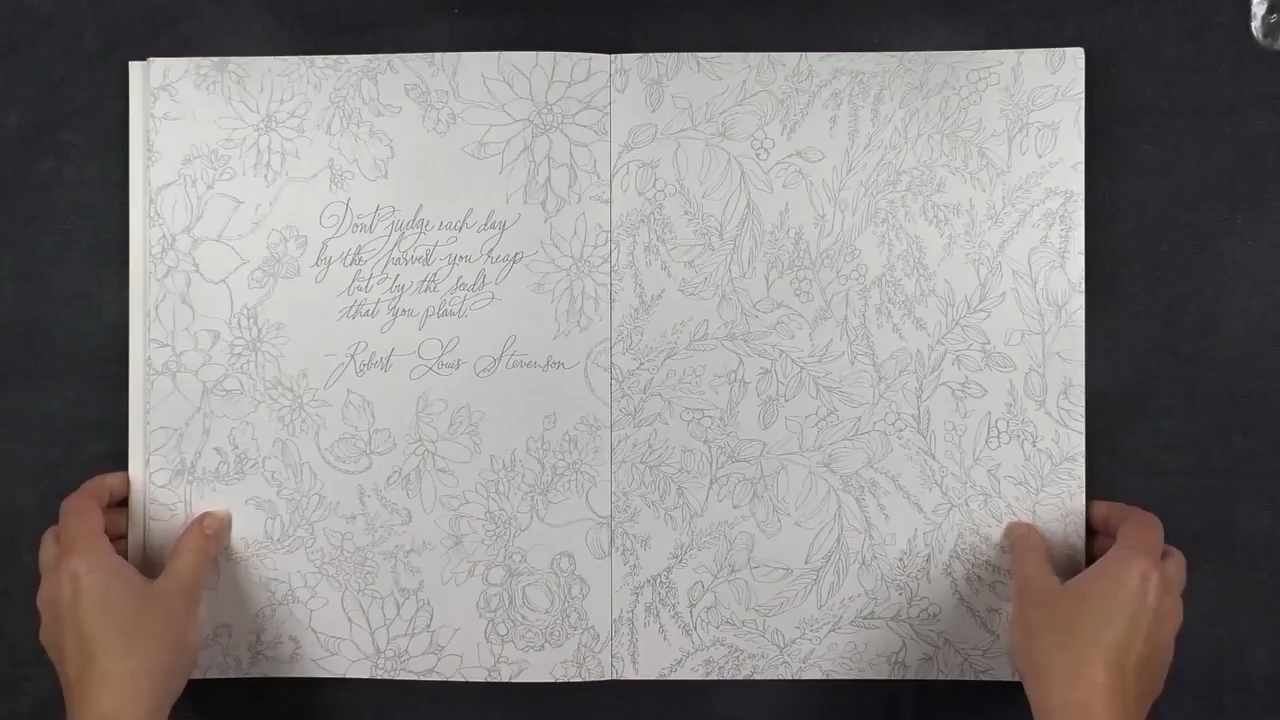 Don't judge each day
by the harvest you reap
but by the seeds
that you plant.
- Robert Louis Stevenson